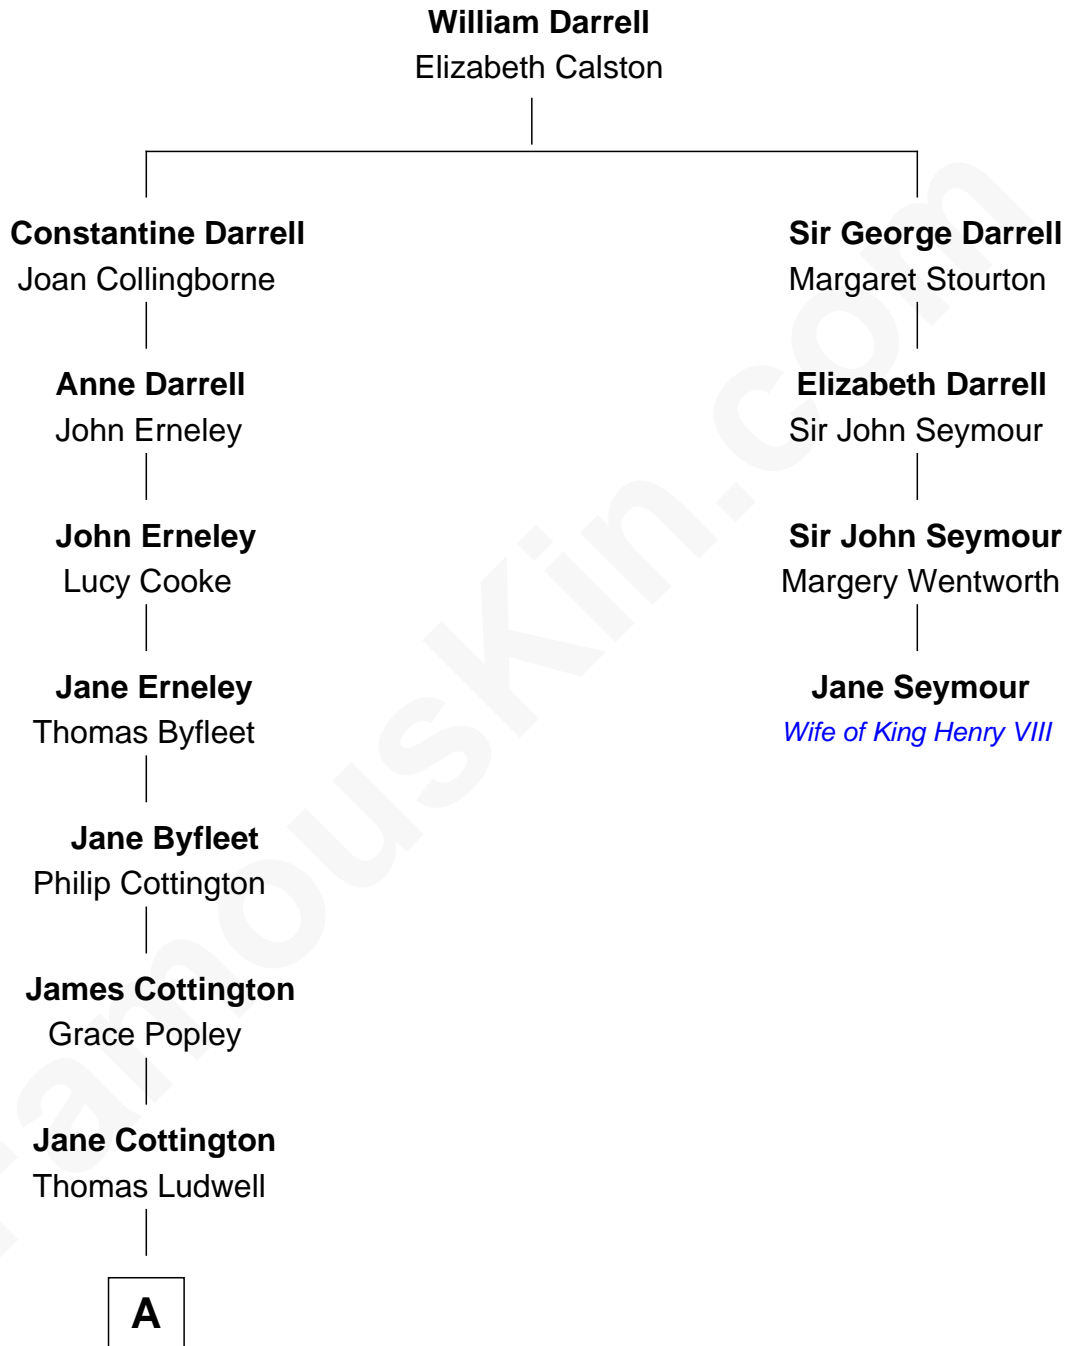 William Darrell
Elizabeth Calston
Constantine Darrell
Joan Collingborne
Anne Darrell
John Erneley
John Erneley
Lucy Cooke
Jane Erneley
Thomas Byfleet
Jane Byfleet
Philip Cottington
James Cottington
Grace Popley
Jane Cottington
Thomas Ludwell
A
Sir George Darrell
Margaret Stourton
Elizabeth Darrell
Sir John Seymour
Sir John Seymour
Margery Wentworth
Jane Seymour
Wife of King Henry VIII
FamousKin.com